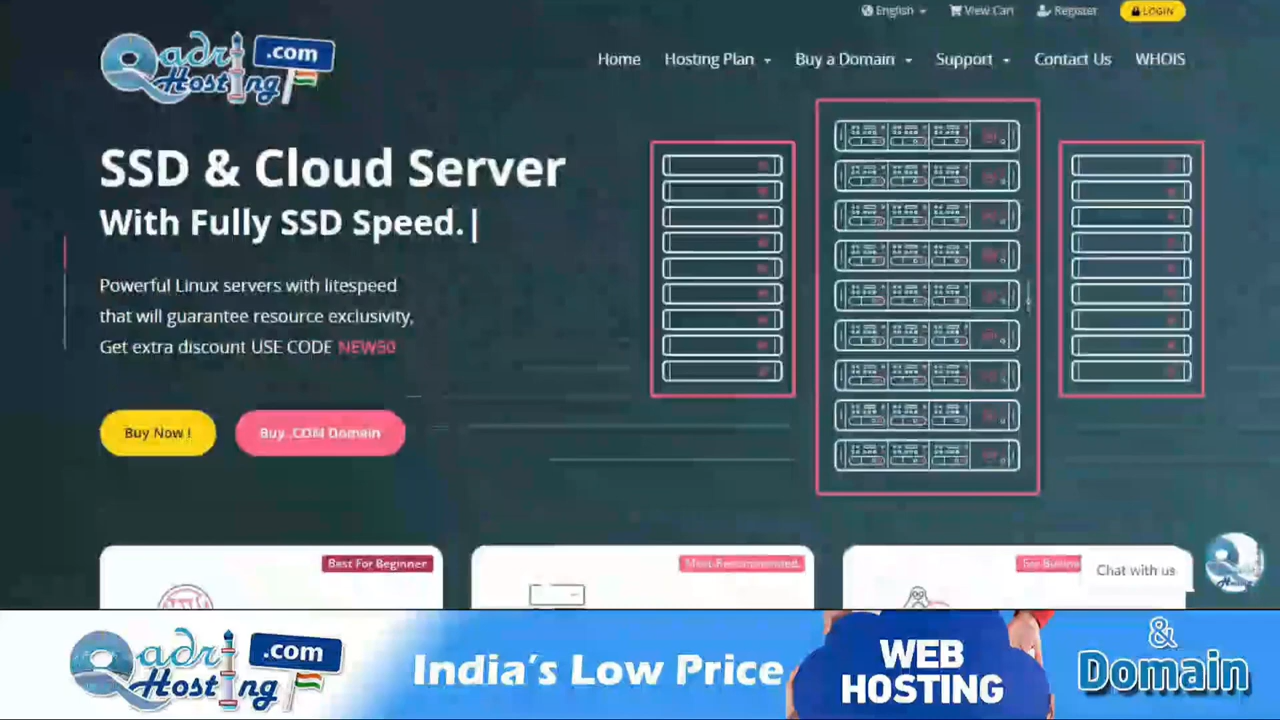 English
View Cart
Register
LOGIN
Qadri
Hosting
.com
Home
Hosting Plan
Buy a Domain
Support
Contact Us
WHOIS
SSD & Cloud Server
With Fully SSD Speed.|
Powerful Linux servers with litespeed
that will guarantee resource exclusivity,
Get extra discount USE CODE NEW50
Buy Now !
Buy .COM Domain
Best For Beginner
Most Recommended.
Chat with us
Qadri
Hosting
.com
India's Low Price
WEB
HOSTING
&
Domain